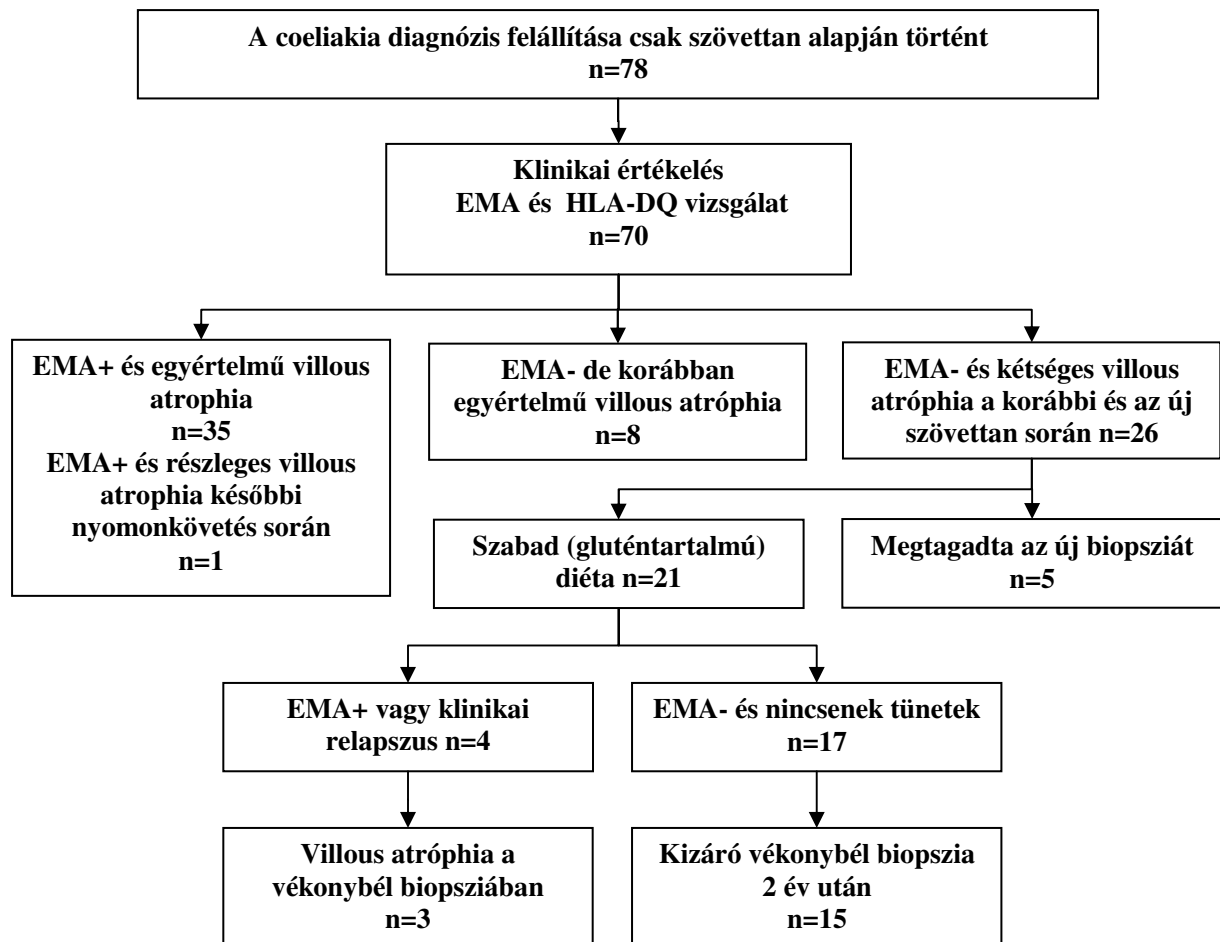 A coeliakia diagnózis felállítása csak szövettan alapján történt
n=78
Klinikai értékelés
EMA és HLA-DQ vizsgálat
n=70
EMA+ és egyértelmű villous
atrophia
n=35
EMA+ és részleges villous
atrophia későbbi
nyomonkövetés során
n=1
EMA- de korábban
egyértelmű villous atróphia
n=8
EMA- és kétséges villous
atróphia a korábbi és az új
szövettan során n=26
Szabad (gluténtartalmú)
diéta n=21
Megtagadta az új biopsziát
n=5
EMA+ vagy klinikai
relapszus n=4
EMA- és nincsenek tünetek
n=17
Villous atróphia a
vékonybél biopsziában
n=3
Kizáró vékonybél biopszia
2 év után
n=15